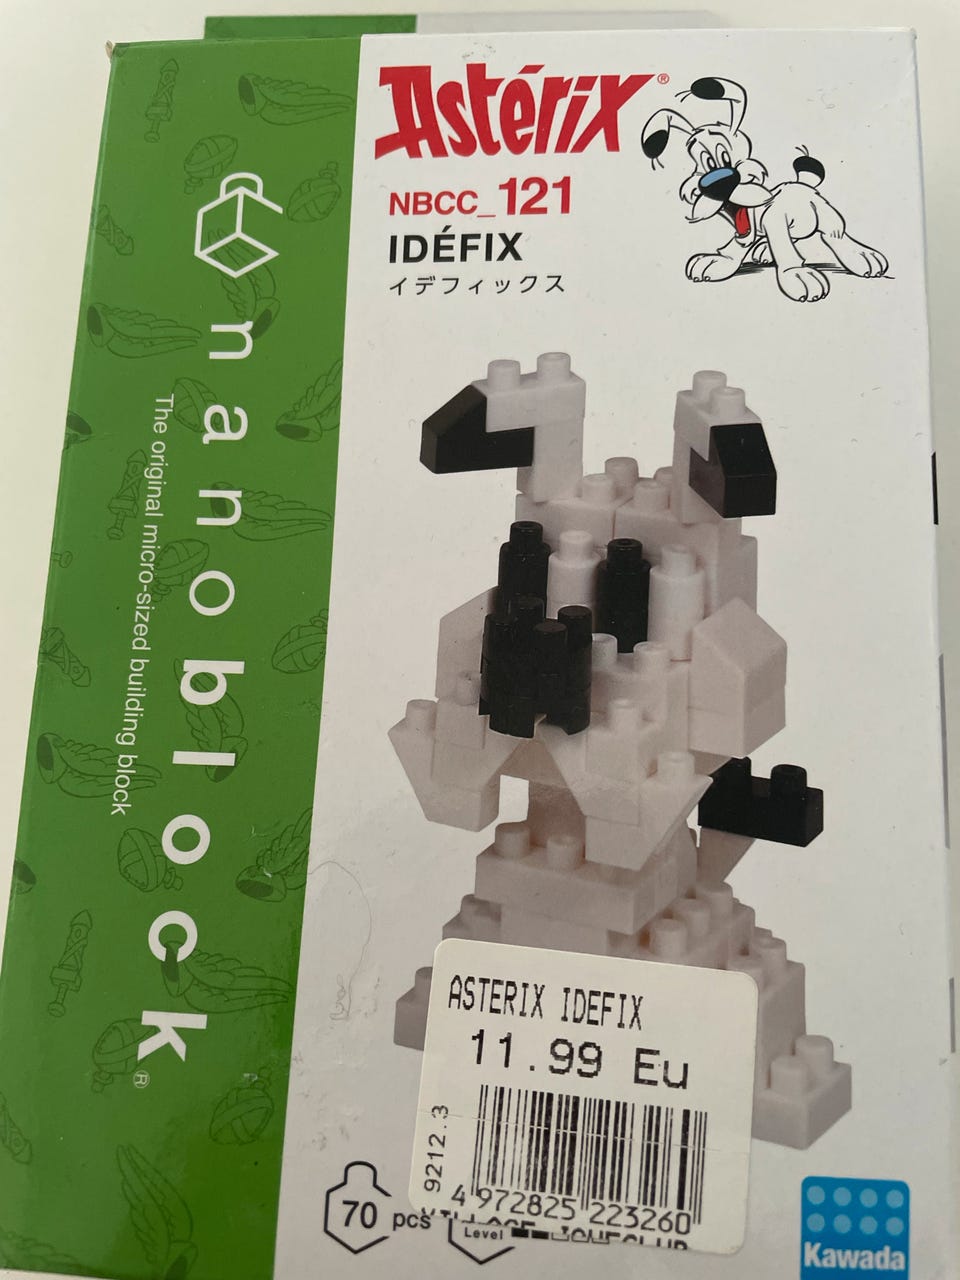 Astérix®
NBCC_121
IDÉFIX
イデフィックス
nanoblock®
The original micro-sized building block
ASTERIX IDEFIX
11.99 Eu
9212.3
4 972825 223260
70 pcs
Level
Kawada